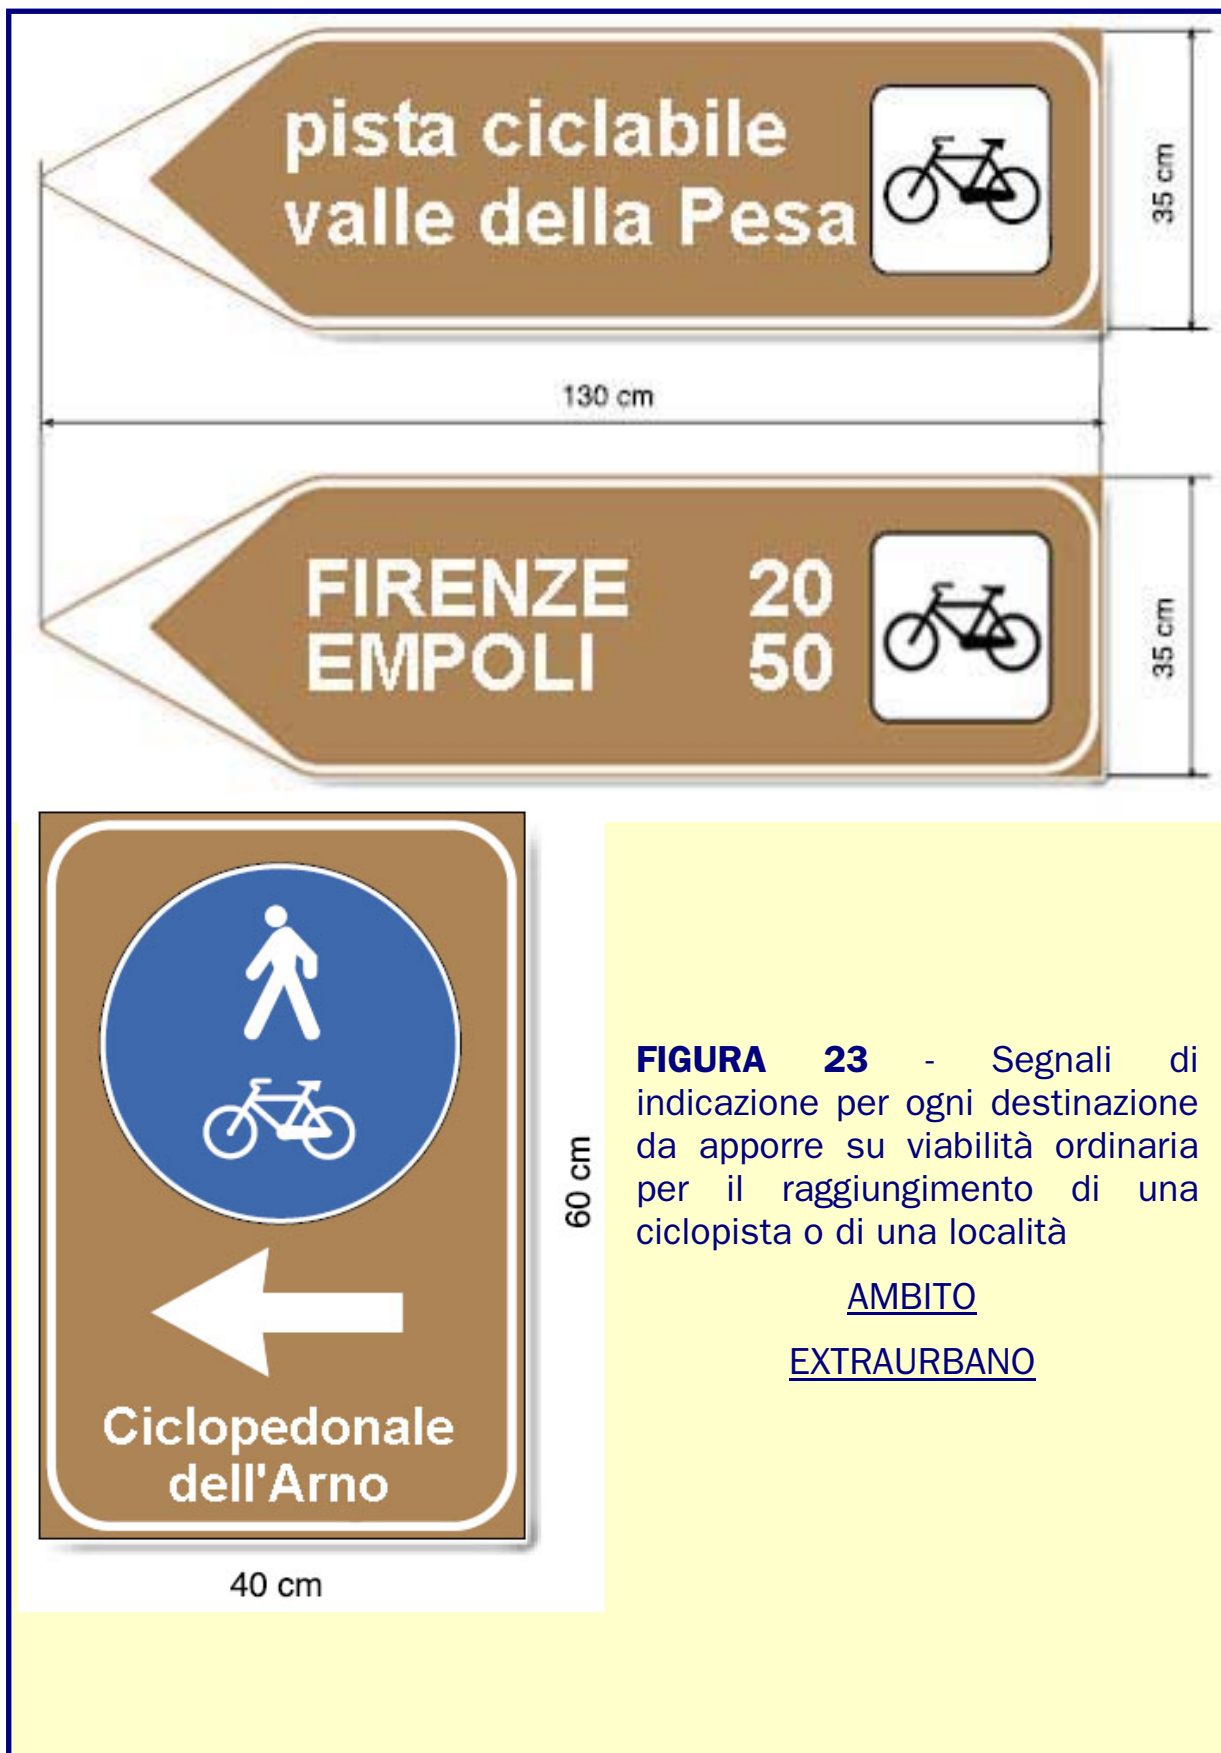 pista ciclabile
valle della Pesa
35 cm
130 cm
FIRENZE 20
EMPOLI 50
35 cm
Ciclopedonale
dell'Arno
60 cm
40 cm
FIGURA 23 - Segnali di
indicazione per ogni destinazione
da apporre su viabilità ordinaria
per il raggiungimento di una
ciclopista o di una località
AMBITO
EXTRAURBANO